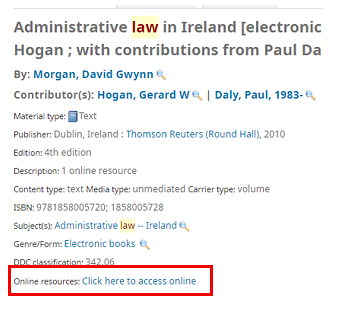 Administrative law in Ireland [electronic
Hogan ; with contributions from Paul Da
By: Morgan, David Gwynn
Contributor(s): Hogan, Gerard W | Daly, Paul, 1983-
Material type: Text
Publisher: Dublin, Ireland : Thomson Reuters (Round Hall), 2010
Edition: 4th edition
Description: 1 online resource
Content type: text Media type: unmediated Carrier type: volume
ISBN: 9781858005720; 1858005728
Subject(s): Administrative law -- Ireland
Genre/Form: Electronic books
DDC classification: 342.06
Online resources: Click here to access online